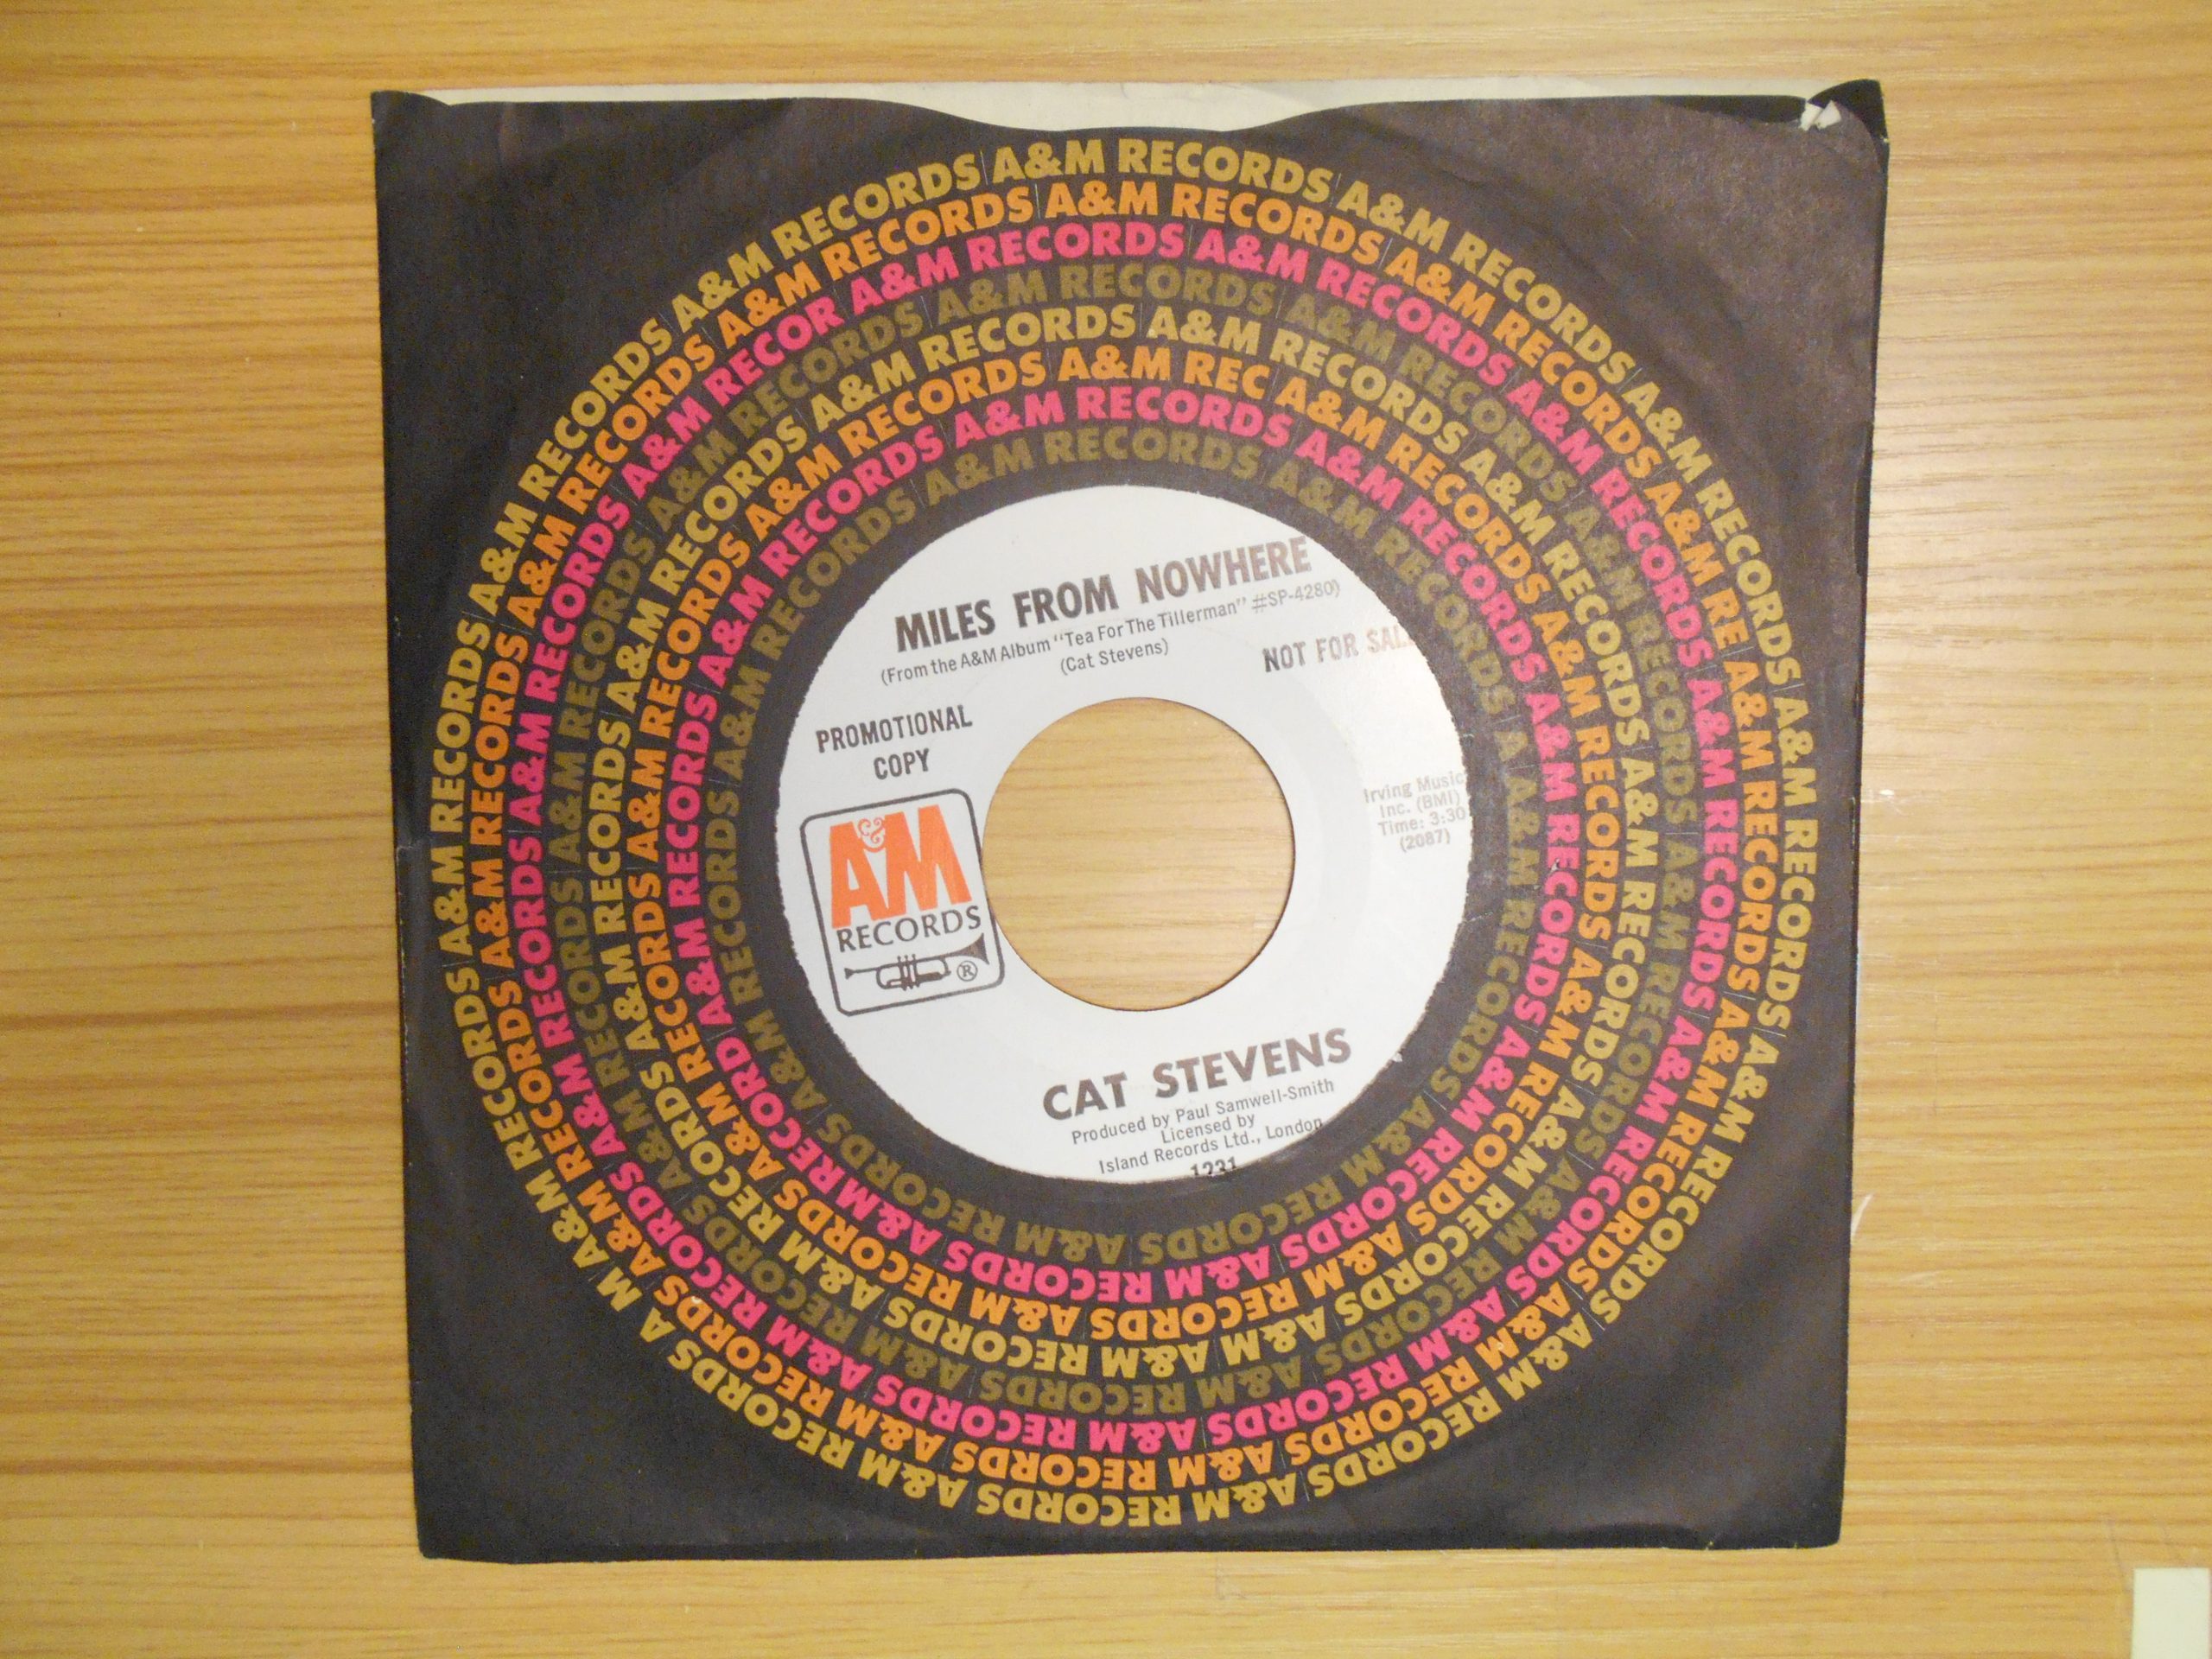 A&M RECORDS A&M RECORDS A&M RECORDS A&M RECORDS
MILES FROM NOWHERE
(From the A&M Album "Tea For The Tillerman" #SP-4280)
(Cat Stevens)
NOT FOR SAL
PROMOTIONAL
COPY
A&M
RECORDS
®
Irving Music
Inc. (BMI)
Time: 3:30
(2087)
CAT STEVENS
Produced by Paul Samwell-Smith
Licensed by
Island Records Ltd., London
1231